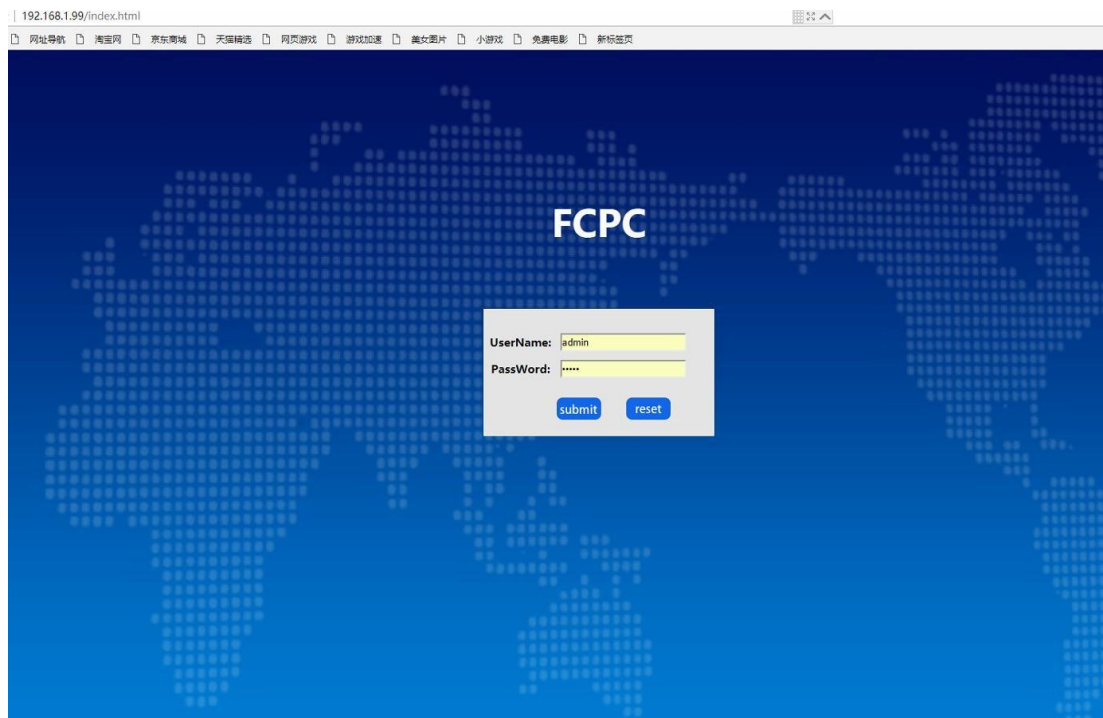 192.168.1.99/index.html
网址导航 淘宝网 京东商城 天猫精选 网页游戏 游戏加速 美女图片 小游戏 免费电影 新标签页
FCPC
UserName: admin
PassWord: •••••
submit reset